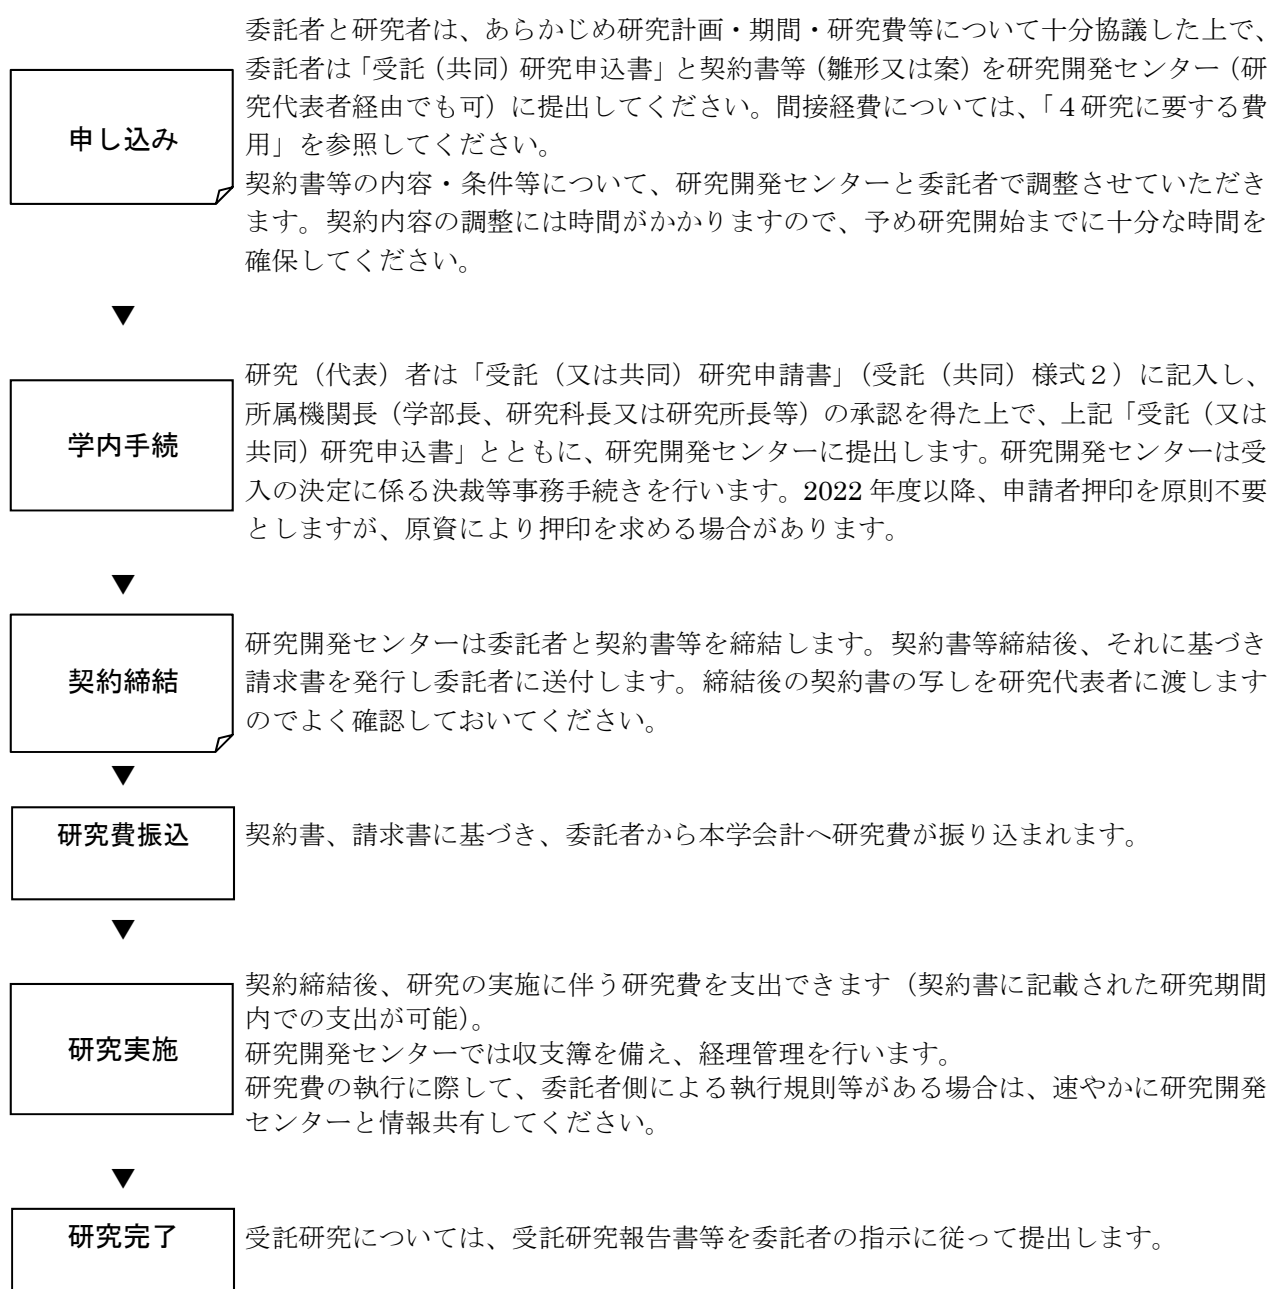 委託者と研究者は、あらかじめ研究計画・期間・研究費等について十分協議した上で、
委託者は「受託（共同）研究申込書」と契約書等（雛形又は案）を研究開発センター（研
究代表者経由でも可）に提出してください。間接経費については、「４研究に要する費
用」を参照してください。
契約書等の内容・条件等について、研究開発センターと委託者で調整させていただき
ます。契約内容の調整には時間がかかりますので、予め研究開始までに十分な時間を
確保してください。
申し込み
▼
研究（代表）者は「受託（又は共同）研究申請書」（受託（共同）様式２）に記入し、
所属機関長（学部長、研究科長又は研究所長等）の承認を得た上で、上記「受託（又は
共同）研究申込書」とともに、研究開発センターに提出します。研究開発センターは受
入の決定に係る決裁等事務手続きを行います。2022 年度以降、申請者押印を原則不要
としますが、原資により押印を求める場合があります。
学内手続
▼
研究開発センターは委託者と契約書等を締結します。契約書等締結後、それに基づき
請求書を発行し委託者に送付します。締結後の契約書の写しを研究代表者に渡します
のでよく確認しておいてください。
契約締結
▼
研究費振込
契約書、請求書に基づき、委託者から本学会計へ研究費が振り込まれます。
▼
契約締結後、研究の実施に伴う研究費を支出できます（契約書に記載された研究期間
内での支出が可能）。
研究開発センターでは収支簿を備え、経理管理を行います。
研究費の執行に際して、委託者側による執行規則等がある場合は、速やかに研究開発
センターと情報共有してください。
研究実施
▼
研究完了
受託研究については、受託研究報告書等を委託者の指示に従って提出します。